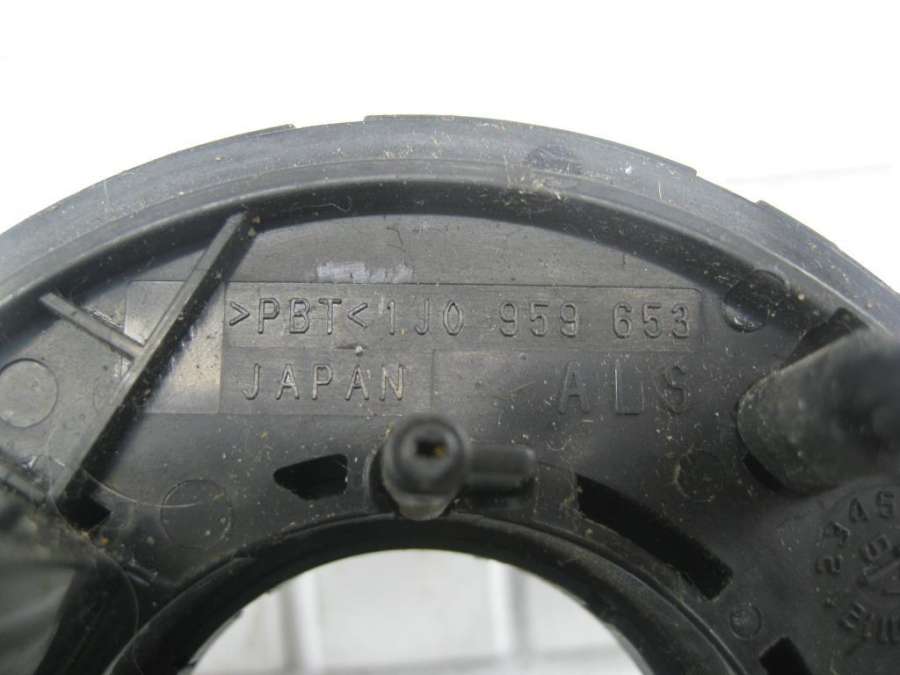 >PBT< 1J0 959 653
JAPAN ALS